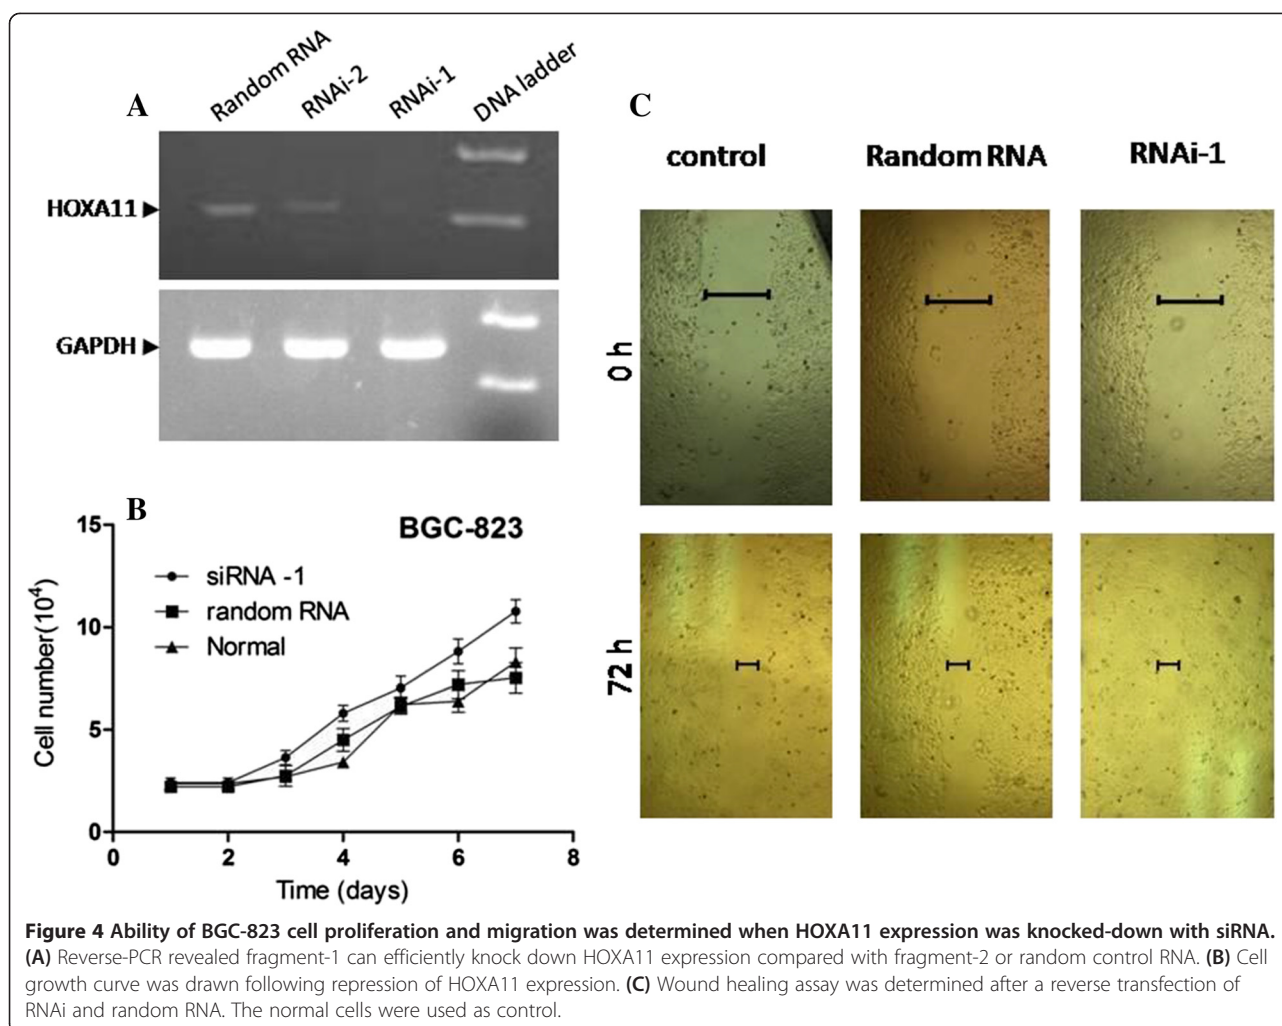 Random RNA
RNAi-2
RNAi-1
DNA ladder
A
HOXA11
GAPDH
B
BGC-823
siRNA -1
random RNA
Normal
Cell number(10⁴)
15
10
5
0
0 2 4 6 8
Time (days)
C
control Random RNA RNAi-1
0 h
72 h
Figure 4 Ability of BGC-823 cell proliferation and migration was determined when HOXA11 expression was knocked-down with siRNA.
(A) Reverse-PCR revealed fragment-1 can efficiently knock down HOXA11 expression compared with fragment-2 or random control RNA. (B) Cell
growth curve was drawn following repression of HOXA11 expression. (C) Wound healing assay was determined after a reverse transfection of
RNAi and random RNA. The normal cells were used as control.